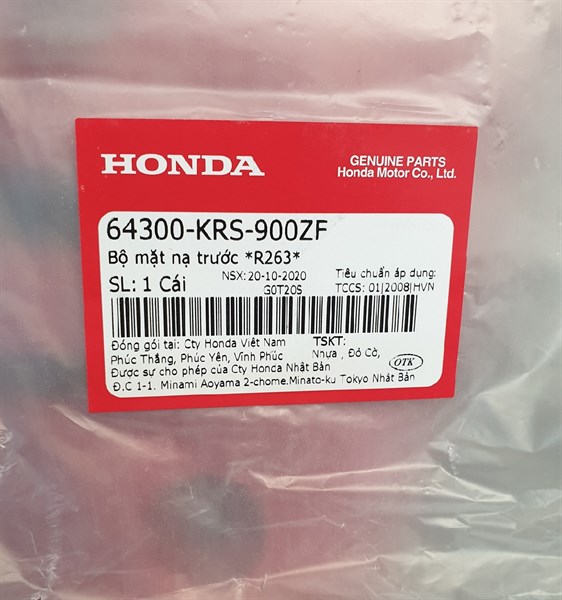 HONDA
GENUINE PARTS
Honda Motor Co., Ltd.
64300-KRS-900ZF
Bộ mặt nạ trước *R263*
SL: 1 Cái
NSX: 20-10-2020
G0T20S
Tiêu chuẩn áp dụng:
TCCS: 01|2008|HVN
Đóng gói tại: Cty Honda Việt Nam
Phúc Thắng, Phúc Yên, Vĩnh Phúc
TSKT:
Nhựa , Đỏ Cờ,
Được sự cho phép của Cty Honda Nhật Bản
Đ.C 1-1. Minami Aoyama 2-chome.Minato-ku Tokyo Nhật Bản
OTK